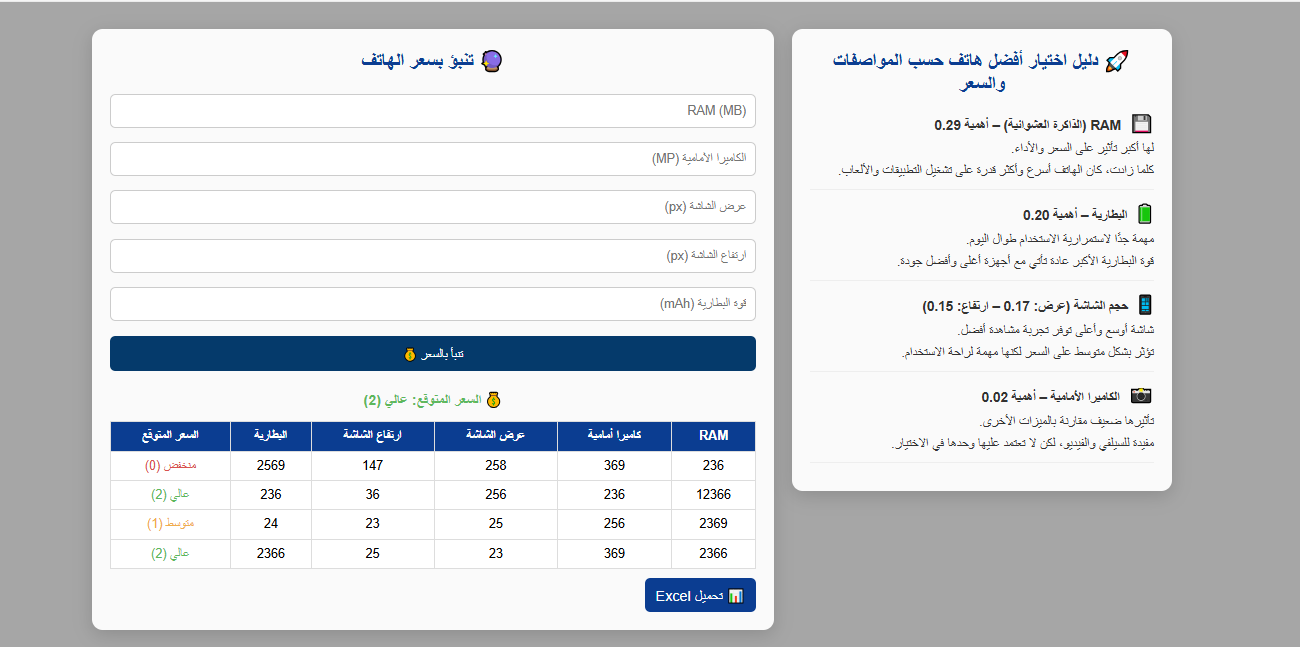 🚀 دليل اختيار أفضل هاتف حسب المواصفات
والسعر
💾 RAM (الذاكرة العشوائية) – أهمية 0.29
لها أكبر تأثير على السعر والأداء.
كلما زادت، كان الهاتف أسرع وأكثر قدرة على تشغيل التطبيقات والألعاب.
🔋 البطارية – أهمية 0.20
مهمة جدًا لاستمرارية الاستخدام طوال اليوم.
قوة البطارية الأكبر عادة تأتي مع أجهزة أغلى وأفضل جودة.
📱 حجم الشاشة (عرض: 0.17 – ارتفاع: 0.15)
شاشة أوسع وأعلى توفر تجربة مشاهدة أفضل.
تؤثر بشكل متوسط على السعر لكنها مهمة لراحة الاستخدام.
📷 الكاميرا الأمامية – أهمية 0.02
تأثيرها ضعيف مقارنة بالميزات الأخرى.
مفيدة للسيلفي والفيديو، لكن لا تعتمد عليها وحدها في الاختيار.
🔮 تنبؤ بسعر الهاتف
RAM (MB)
الكاميرا الأمامية (MP)
عرض الشاشة (px)
ارتفاع الشاشة (px)
قوة البطارية (mAh)
تنبأ بالسعر 💰
💰 السعر المتوقع: عالي (2)
RAM كاميرا أمامية عرض الشاشة ارتفاع الشاشة البطارية السعر المتوقع
236 369 258 147 2569 منخفض (0)
12366 236 256 36 236 عالي (2)
2369 256 25 23 24 متوسط (1)
2366 369 23 25 2366 عالي (2)
📊 تحميل Excel